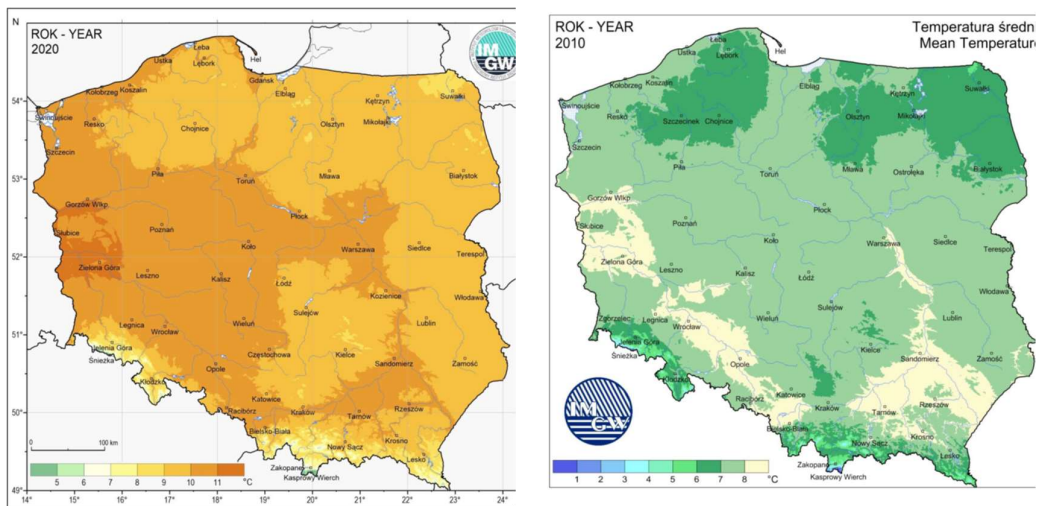 N
ROK - YEAR
2020
IM
GW
Łeba
Hel
Ustka
Lębork
Gdańsk
Kołobrzeg
Koszalin
Elbląg
Kętrzyn
Suwałki
54°
Świnoujście
Resko
Chojnice
Olsztyn
Mikołajki
Szczecin
Piła
Mława
Białystok
53°
Toruń
Gorzów Wlkp
Płock
Słubice
Poznań
Koło
Warszawa
Siedlce
Terespol
52°
Zielona Góra
Leszno
Kalisz
Łódź
Kozienice
Włodawa
Sulejów
Legnica
Wrocław
Wieluń
Lublin
51°
Jelenia Góra
Śnieżka
Częstochowa
Kielce
Sandomierz
Zamość
Kłodzko
Opole
Katowice
50°
Racibórz
Kraków
Tarnów
Rzeszów
Bielsko-Biała
Nowy Sącz
Krosno
Lesko
Zakopane
Kasprowy Wierch
0 100 km
5 6 7 8 9 10 11 °C
49°
14° 15° 16° 17° 18° 19° 20° 21° 22° 23° 24°
ROK - YEAR
2010
Temperatura średn
Mean Temperature
Łeba
Hel
Ustka
Lębork
Kołobrzeg
Koszalin
Elbląg
Kętrzyn
Suwałki
Świnoujście
Resko
Szczecinek
Chojnice
Olsztyn
Mikołajki
Szczecin
Piła
Mława
Ostrołęka
Białystok
Toruń
Gorzów Wlkp
Płock
Słubice
Poznań
Koło
Warszawa
Siedlce
Terespol
Zielona Góra
Leszno
Kalisz
Łódź
Włodawa
Sulejów
Zgorzelec
Legnica
Wrocław
Wieluń
Lublin
Jelenia Góra
Śnieżka
Kielce
Sandomierz
Zamość
Kłodzko
Opole
Katowice
Racibórz
Kraków
Tarnów
Rzeszów
Bielsko-Biała
Nowy Sącz
Krosno
Lesko
Zakopane
Kasprowy Wierch
IM
GW
1 2 3 4 5 6 7 8 °C